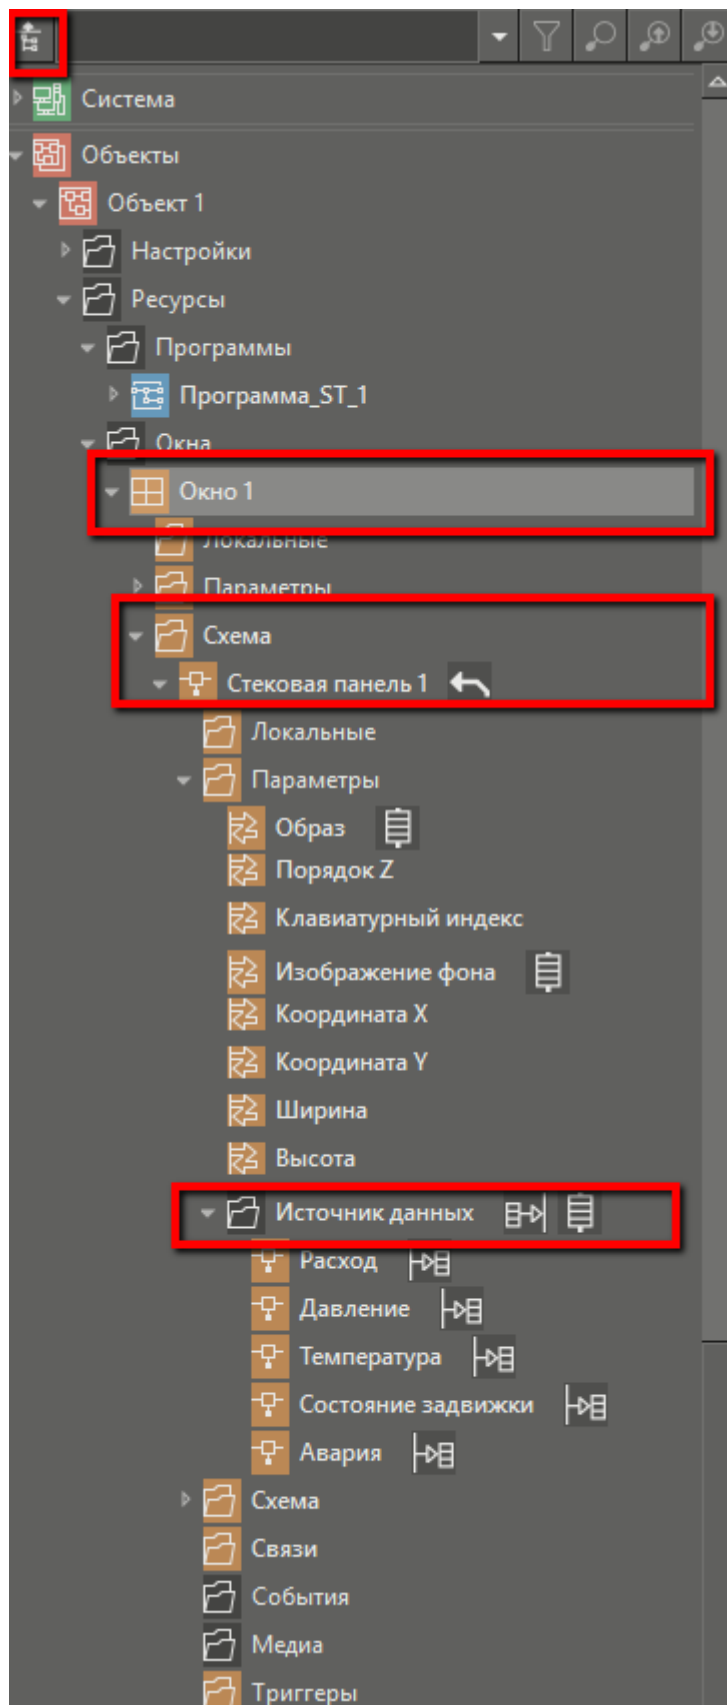 Система
Объекты
Объект 1
Настройки
Ресурсы
Программы
Программа_ST_1
Окна
Окно 1
Локальные
Параметры
Схема
Стековая панель 1
Локальные
Параметры
Образ
Порядок Z
Клавиатурный индекс
Изображение фона
Координата X
Координата Y
Ширина
Высота
Источник данных
Расход
Давление
Температура
Состояние задвижки
Авария
Схема
Связи
События
Медиа
Триггеры